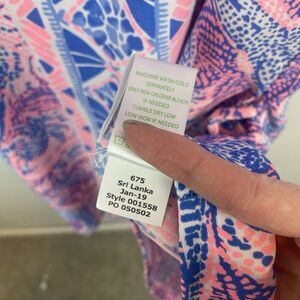 MACHINE WASH COLD
SEPARATELY
ONLY NON-CHLORINE BLEACH
IF NEEDED
TUMBLE DRY LOW
LOW IRON IF NEEDED
675
Sri Lanka
Jan-19
Style 001558
PO 050502